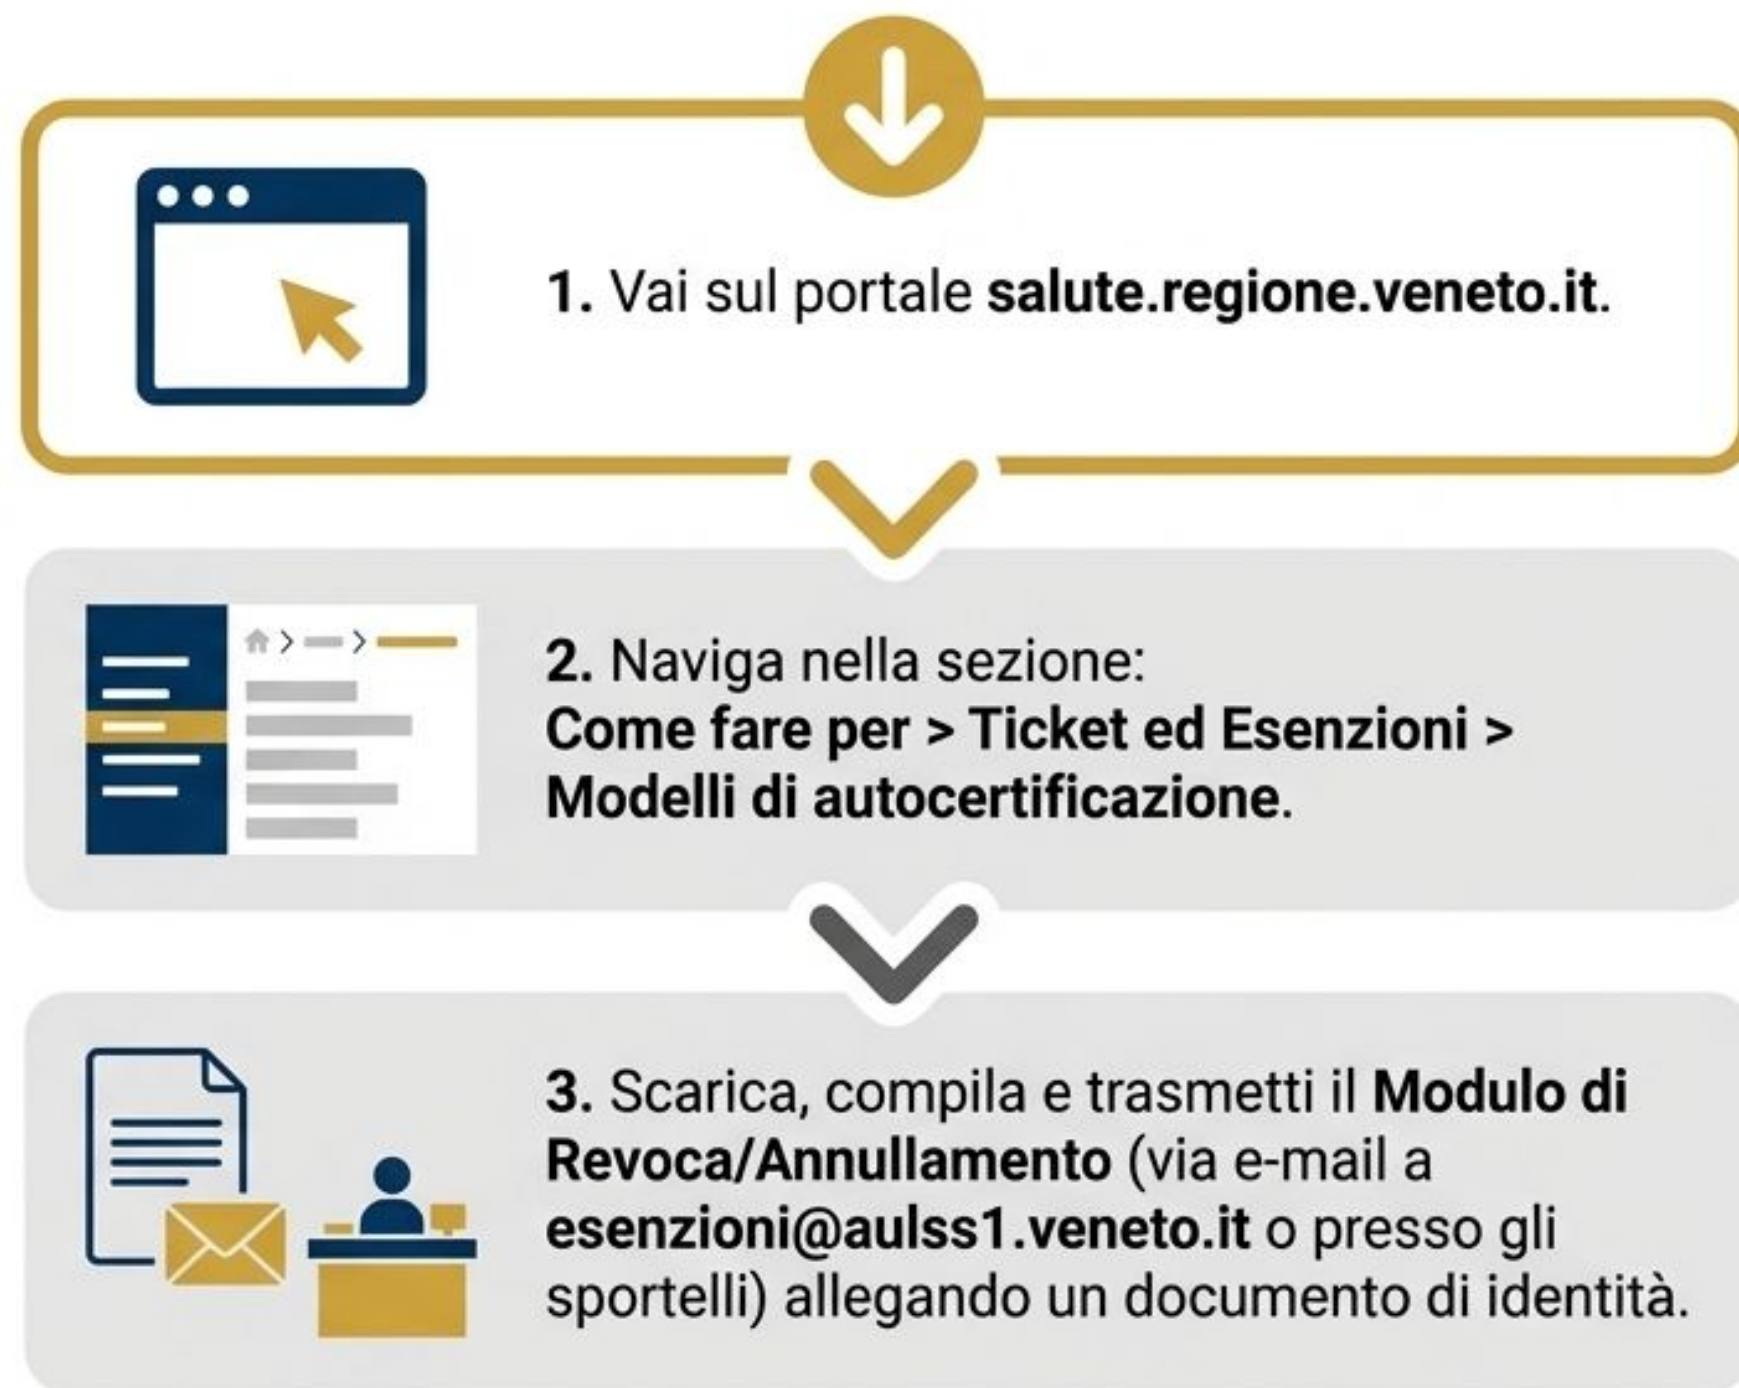 1. Vai sul portale salute.regione.veneto.it.
2. Naviga nella sezione:
Come fare per > Ticket ed Esenzioni >
Modelli di autocertificazione.
3. Scarica, compila e trasmetti il Modulo di
Revoca/Annullamento (via e-mail a
esenzioni@aulss1.veneto.it o presso gli
sportelli) allegando un documento di identità.